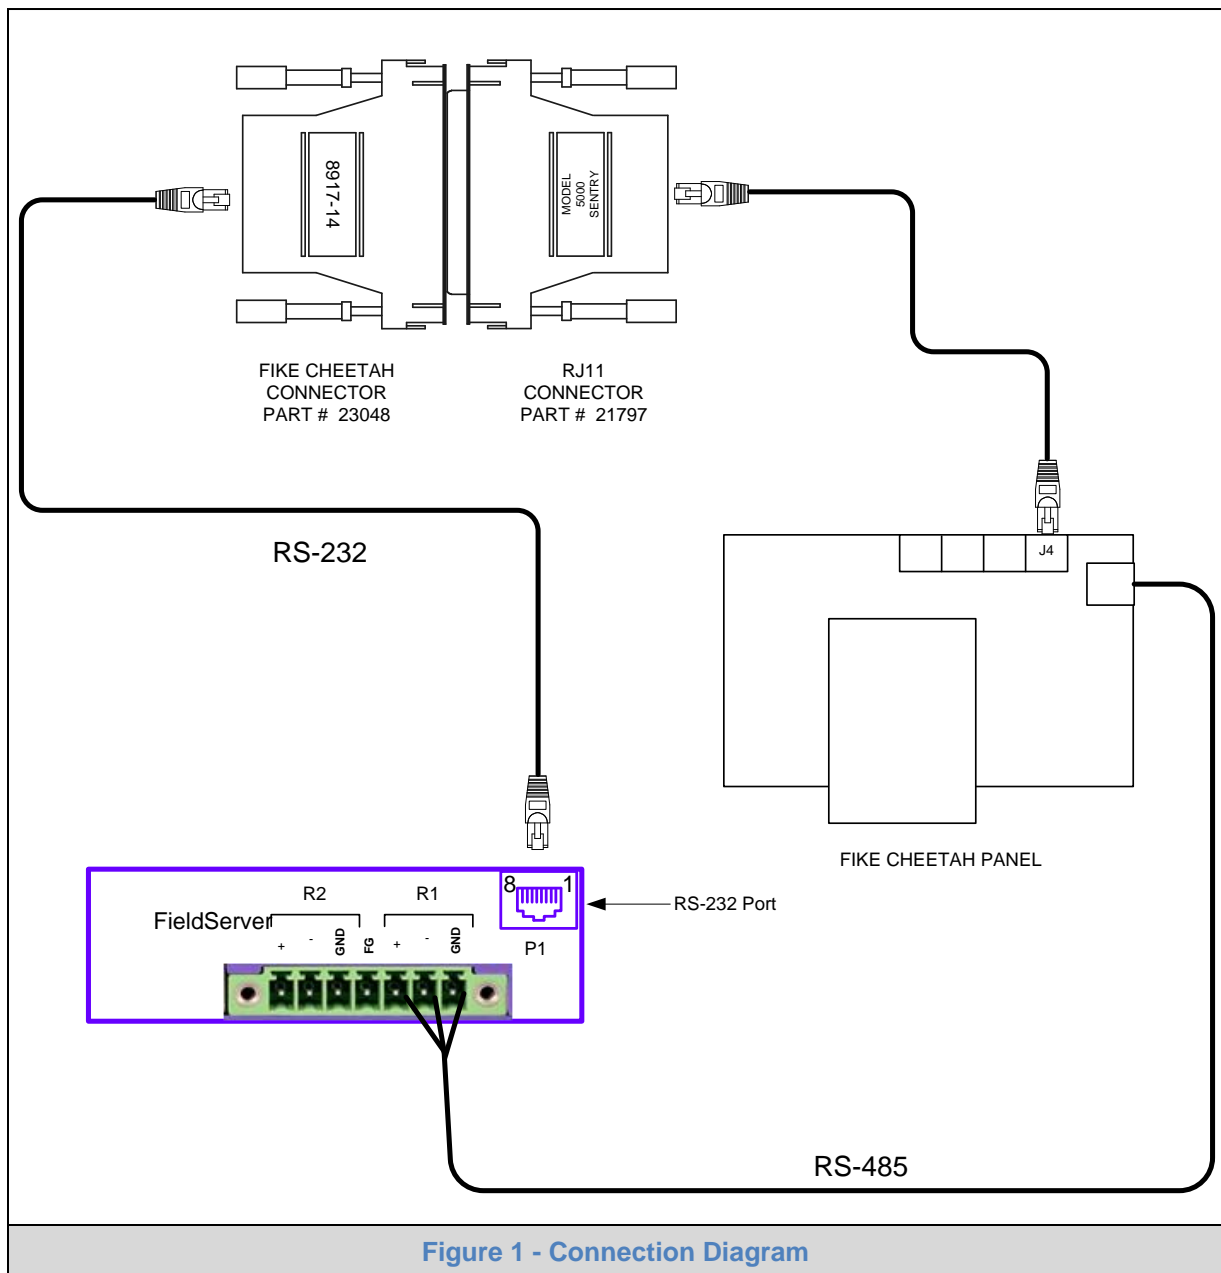 8917-14
MODEL
5000
SENTRY
FIKE CHEETAH
CONNECTOR
PART # 23048
RJ11
CONNECTOR
PART # 21797
RS-232
J4
FIKE CHEETAH PANEL
FieldServer
R2
R1
+ - GND FG + - GND
8 1
P1
RS-232 Port
RS-485
Figure 1 - Connection Diagram